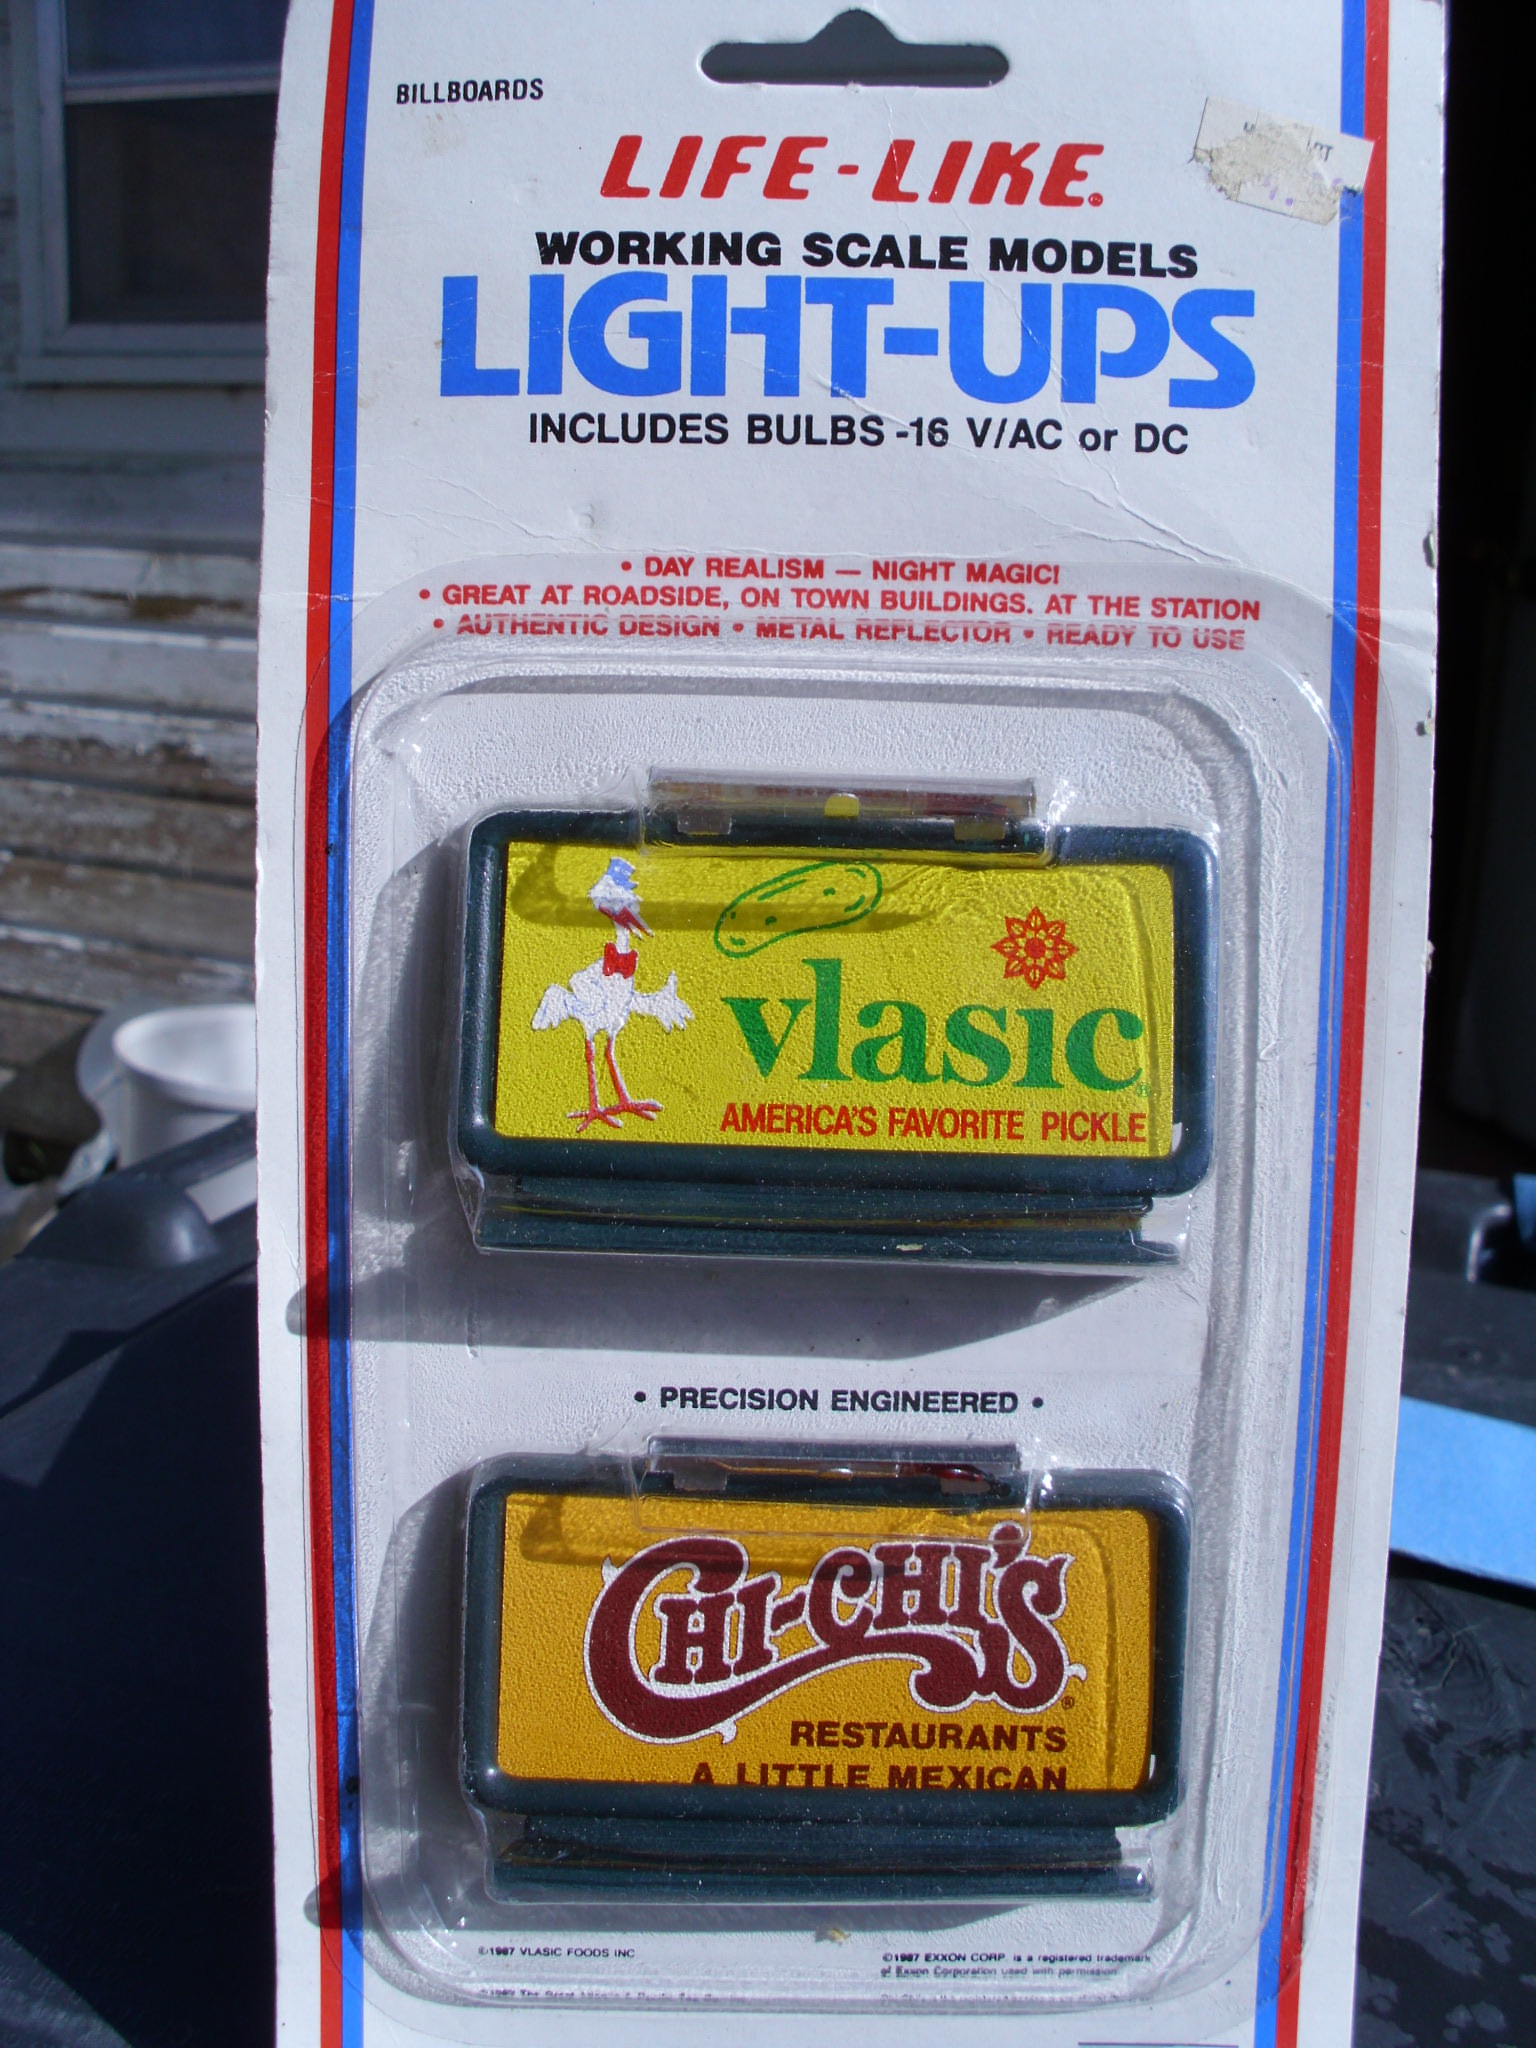 BILLBOARDS
LIFE-LIKE®
WORKING SCALE MODELS
LIGHT-UPS
INCLUDES BULBS -16 V/AC or DC
• DAY REALISM — NIGHT MAGIC!
• GREAT AT ROADSIDE, ON TOWN BUILDINGS. AT THE STATION
• AUTHENTIC DESIGN • METAL REFLECTOR • READY TO USE
vlasic
AMERICA'S FAVORITE PICKLE
• PRECISION ENGINEERED •
CHI-CHI'S®
RESTAURANTS
A LITTLE MEXICAN
©1987 VLASIC FOODS INC
©1987 EXXON CORP. is a registered trademark
of Exxon Corporation used with permission